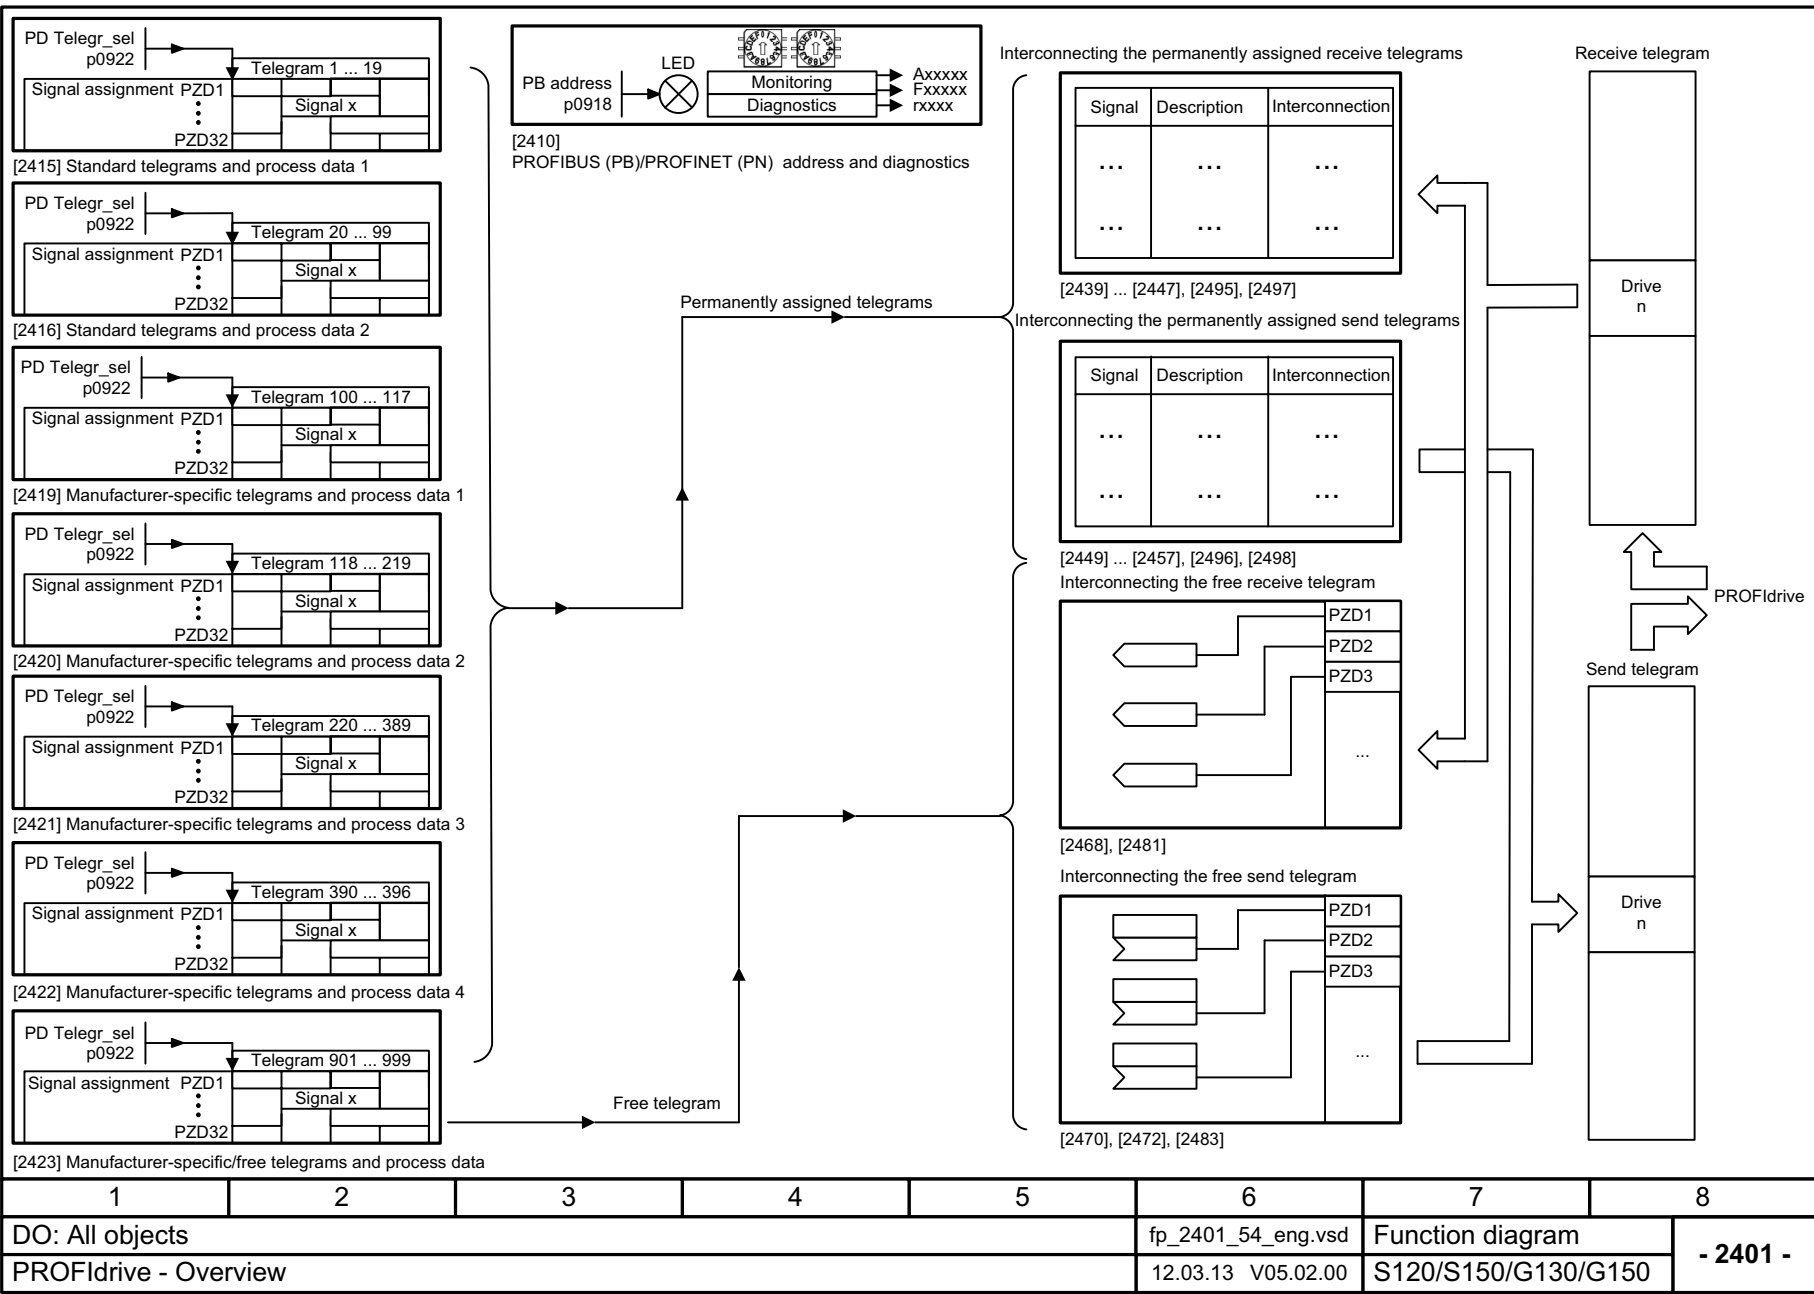 PD Telegr_sel
p0922
Telegram 1 ... 19
Signal assignment PZD1
Signal x
PZD32
[2415] Standard telegrams and process data 1
PD Telegr_sel
p0922
Telegram 20 ... 99
Signal assignment PZD1
Signal x
PZD32
[2416] Standard telegrams and process data 2
PD Telegr_sel
p0922
Telegram 100 ... 117
Signal assignment PZD1
Signal x
PZD32
[2419] Manufacturer-specific telegrams and process data 1
PD Telegr_sel
p0922
Telegram 118 ... 219
Signal assignment PZD1
Signal x
PZD32
[2420] Manufacturer-specific telegrams and process data 2
PD Telegr_sel
p0922
Telegram 220 ... 389
Signal assignment PZD1
Signal x
PZD32
[2421] Manufacturer-specific telegrams and process data 3
PD Telegr_sel
p0922
Telegram 390 ... 396
Signal assignment PZD1
Signal x
PZD32
[2422] Manufacturer-specific telegrams and process data 4
PD Telegr_sel
p0922
Telegram 901 ... 999
Signal assignment PZD1
Signal x
PZD32
[2423] Manufacturer-specific/free telegrams and process data
PB address
p0918
LED
Monitoring
Diagnostics
Axxxxx
Fxxxxx
rxxxx
[2410]
PROFIBUS (PB)/PROFINET (PN) address and diagnostics
Permanently assigned telegrams
Free telegram
Interconnecting the permanently assigned receive telegrams
Signal Description Interconnection
... ... ...
... ... ...
[2439] ... [2447], [2495], [2497]
Interconnecting the permanently assigned send telegrams
Signal Description Interconnection
... ... ...
... ... ...
[2449] ... [2457], [2496], [2498]
Interconnecting the free receive telegram
PZD1
PZD2
PZD3
...
[2468], [2481]
Interconnecting the free send telegram
PZD1
PZD2
PZD3
...
[2470], [2472], [2483]
Receive telegram
Drive
n
PROFIdrive
Send telegram
Drive
n
1 2 3 4 5 6 7 8
DO: All objects
fp_2401_54_eng.vsd
Function diagram
- 2401 -
PROFIdrive - Overview
12.03.13 V05.02.00
S120/S150/G130/G150